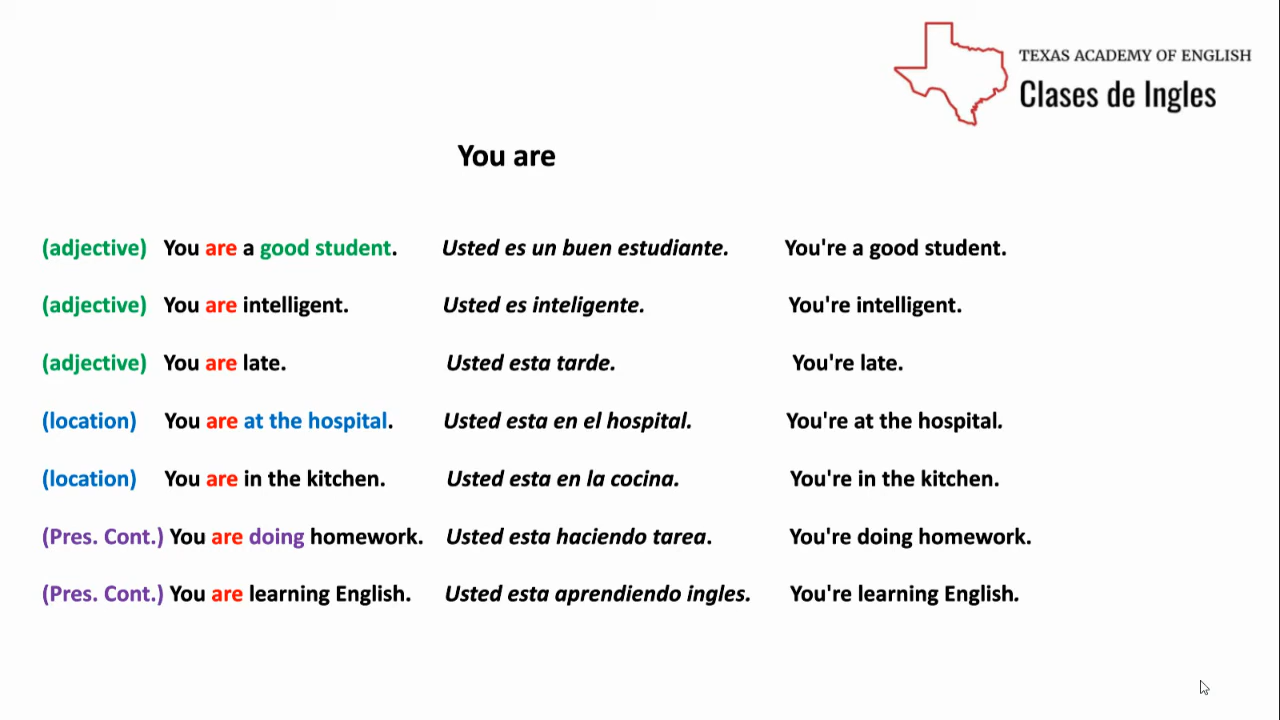 TEXAS ACADEMY OF ENGLISH
Clases de Ingles
You are
(adjective) You are a good student. Usted es un buen estudiante. You're a good student.
(adjective) You are intelligent. Usted es inteligente. You're intelligent.
(adjective) You are late. Usted esta tarde. You're late.
(location) You are at the hospital. Usted esta en el hospital. You're at the hospital.
(location) You are in the kitchen. Usted esta en la cocina. You're in the kitchen.
(Pres. Cont.) You are doing homework. Usted esta haciendo tarea. You're doing homework.
(Pres. Cont.) You are learning English. Usted esta aprendiendo ingles. You're learning English.